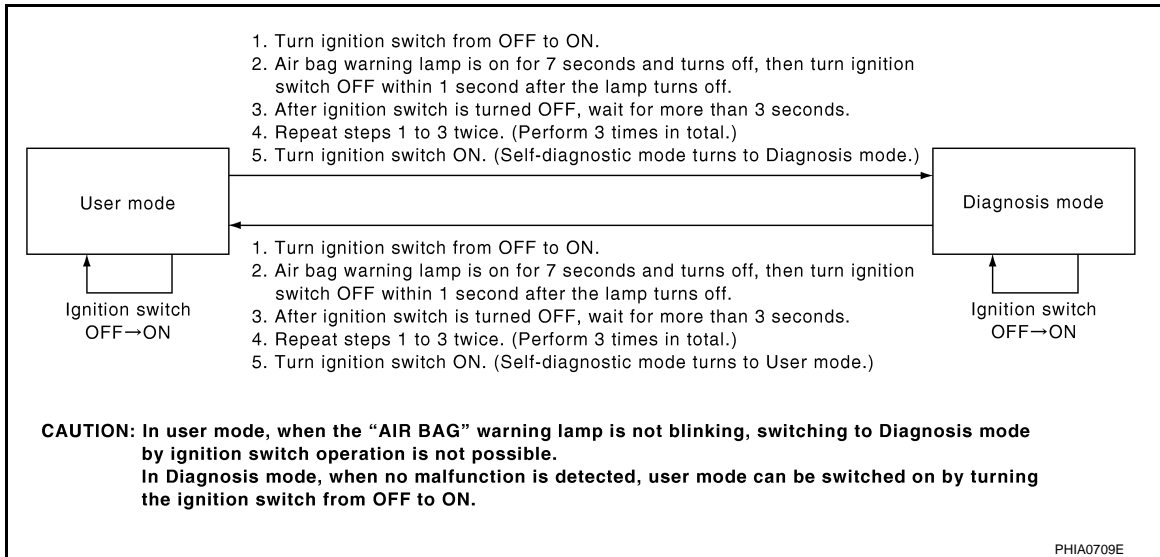 1. Turn ignition switch from OFF to ON.
2. Air bag warning lamp is on for 7 seconds and turns off, then turn ignition
switch OFF within 1 second after the lamp turns off.
3. After ignition switch is turned OFF, wait for more than 3 seconds.
4. Repeat steps 1 to 3 twice. (Perform 3 times in total.)
5. Turn ignition switch ON. (Self-diagnostic mode turns to Diagnosis mode.)
User mode
Diagnosis mode
1. Turn ignition switch from OFF to ON.
2. Air bag warning lamp is on for 7 seconds and turns off, then turn ignition
switch OFF within 1 second after the lamp turns off.
3. After ignition switch is turned OFF, wait for more than 3 seconds.
4. Repeat steps 1 to 3 twice. (Perform 3 times in total.)
5. Turn ignition switch ON. (Self-diagnostic mode turns to User mode.)
Ignition switch
OFF→ON
Ignition switch
OFF→ON
CAUTION: In user mode, when the “AIR BAG” warning lamp is not blinking, switching to Diagnosis mode
by ignition switch operation is not possible.
In Diagnosis mode, when no malfunction is detected, user mode can be switched on by turning
the ignition switch from OFF to ON.
PHIA0709E